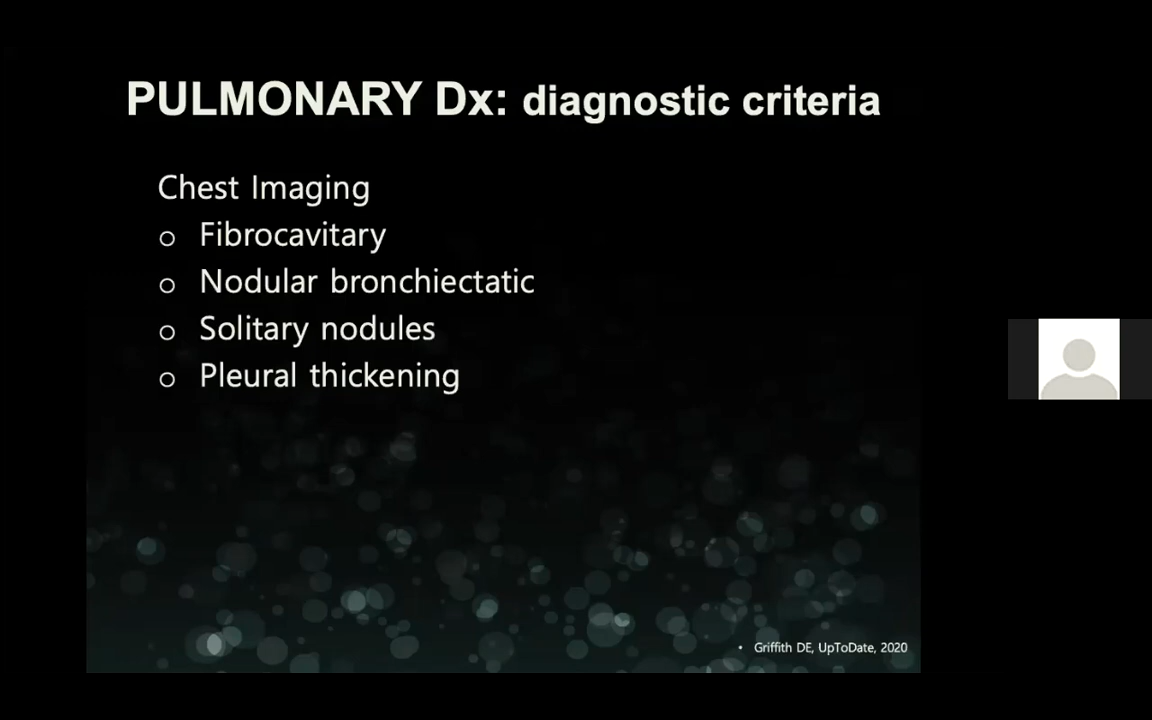 PULMONARY Dx: diagnostic criteria
Chest Imaging
o Fibrocavitary
o Nodular bronchiectatic
o Solitary nodules
o Pleural thickening
• Griffith DE, UpToDate, 2020